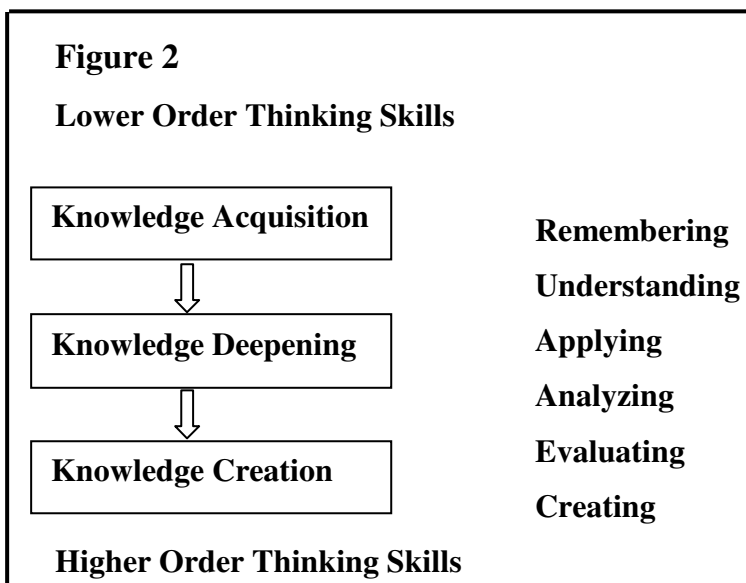 Figure 2
Lower Order Thinking Skills
Knowledge Acquisition
Knowledge Deepening
Knowledge Creation
Remembering
Understanding
Applying
Analyzing
Evaluating
Creating
Higher Order Thinking Skills